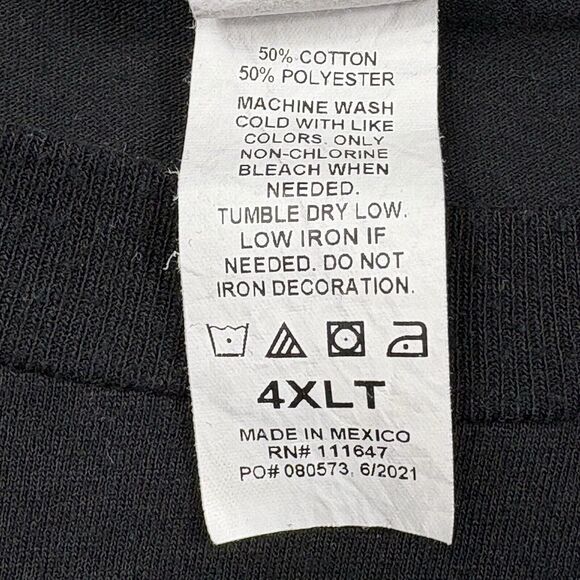 50% COTTON
50% POLYESTER
MACHINE WASH
COLD WITH LIKE
COLORS. ONLY
NON-CHLORINE
BLEACH WHEN
NEEDED.
TUMBLE DRY LOW.
LOW IRON IF
NEEDED. DO NOT
IRON DECORATION.
4XLT
MADE IN MEXICO
RN# 111647
PO# 080573, 6/2021